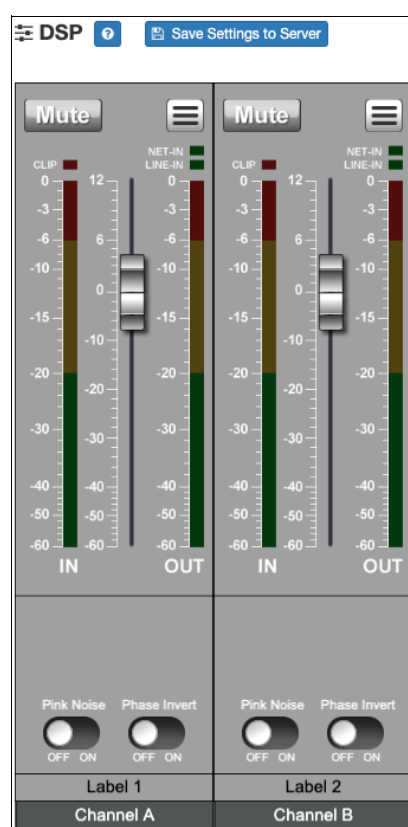 DSP ? Save Settings to Server
Mute Mute
NET-IN NET-IN
CLIP LINE-IN CLIP LINE-IN
0 12 0 0 12 0
-3 -3 -3 -3
-6 6 -6 -6 6 -6
-10 -10 -10 -10
0 0
-15 -15 -15 -15
-10 -10
-20 -20 -20 -20
-20 -20
-30 -30 -30 -30
-30 -30
-40 -40 -40 -40 -40 -40
-50 -50 -50 -50 -50 -50
-60 -60 -60 -60 -60 -60
IN OUT IN OUT
Pink Noise Phase Invert Pink Noise Phase Invert
OFF ON OFF ON OFF ON OFF ON
Label 1 Label 2
Channel A Channel B